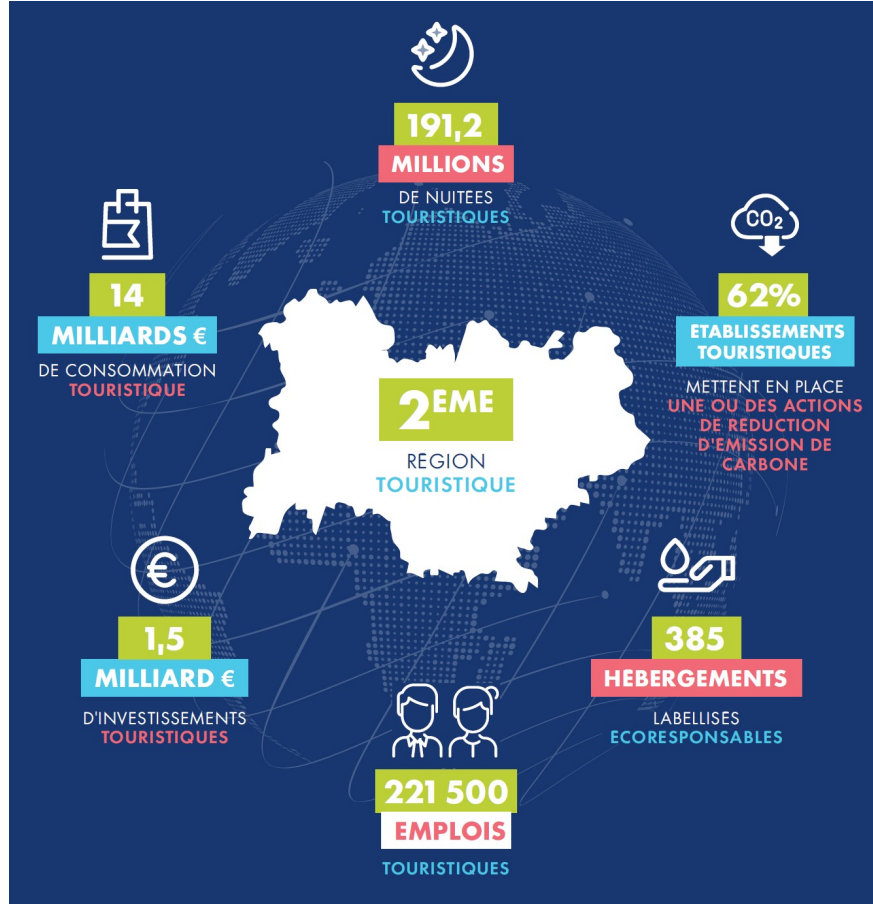 191,2
MILLIONS
DE NUITÉES
TOURISTIQUES
14
MILLIARDS €
DE CONSOMMATION
TOURISTIQUE
CO₂
62%
ETABLISSEMENTS
TOURISTIQUES
METTENT EN PLACE
UNE OU DES ACTIONS
DE REDUCTION
D'EMISSION DE
CARBONE
2EME
REGION
TOURISTIQUE
€
1,5
MILLIARD €
D'INVESTISSEMENTS
TOURISTIQUES
385
HEBERGEMENTS
LABELLISES
ECORESPONSABLES
221 500
EMPLOIS
TOURISTIQUES